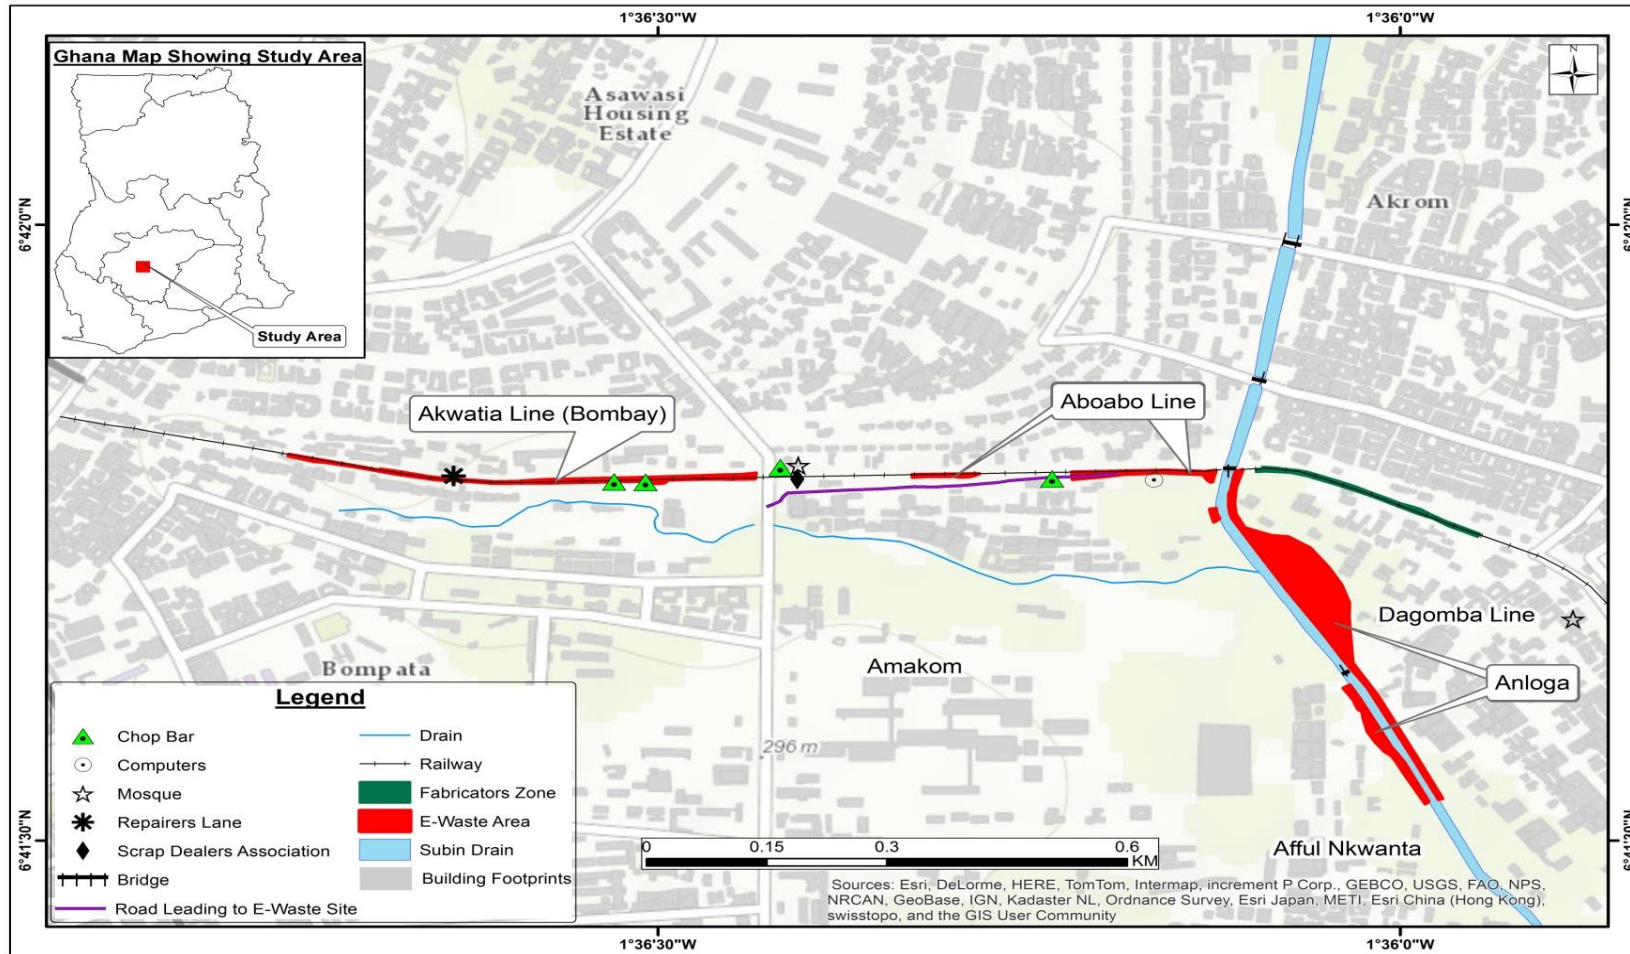 1°36'30"W
1°36'0"W
Ghana Map Showing Study Area
Study Area
N
6°42'0"N
6°42'0"N
Asawasi
Housing
Estate
Akrom
Akwatia Line (Bombay)
Aboabo Line
Dagomba Line
Anloga
Amakom
Bompata
296 m
Afful Nkwanta
6°41'30"N
6°41'30"N
Legend
Chop Bar
Computers
Mosque
Repairers Lane
Scrap Dealers Association
Bridge
Road Leading to E-Waste Site
Drain
Railway
Fabricators Zone
E-Waste Area
Subin Drain
Building Footprints
0 0.15 0.3 0.6
KM
Sources: Esri, DeLorme, HERE, TomTom, Intermap, increment P Corp., GEBCO, USGS, FAO, NPS,
NRCAN, GeoBase, IGN, Kadaster NL, Ordnance Survey, Esri Japan, METI, Esri China (Hong Kong),
swisstopo, and the GIS User Community
1°36'30"W
1°36'0"W